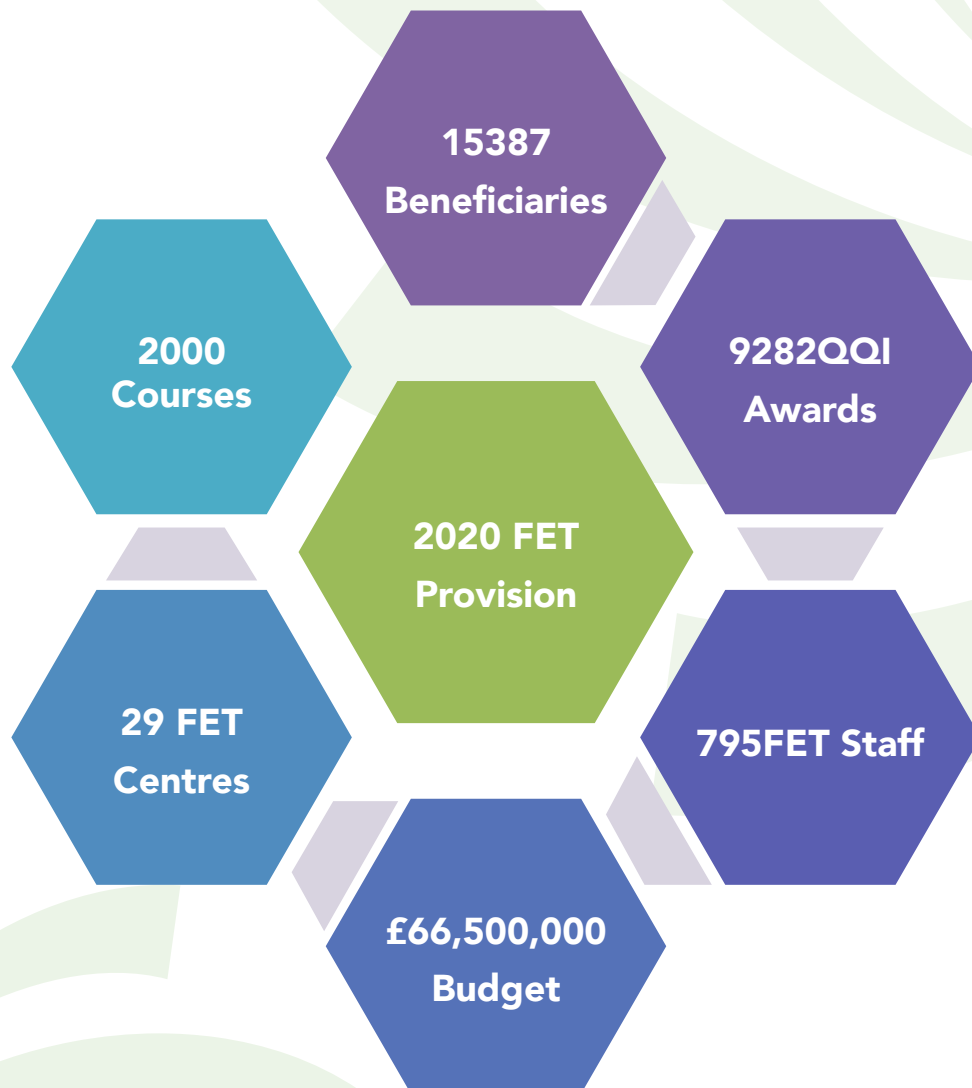 15387
Beneficiaries
2000
Courses
9282QQI
Awards
2020 FET
Provision
29 FET
Centres
795FET Staff
£66,500,000
Budget